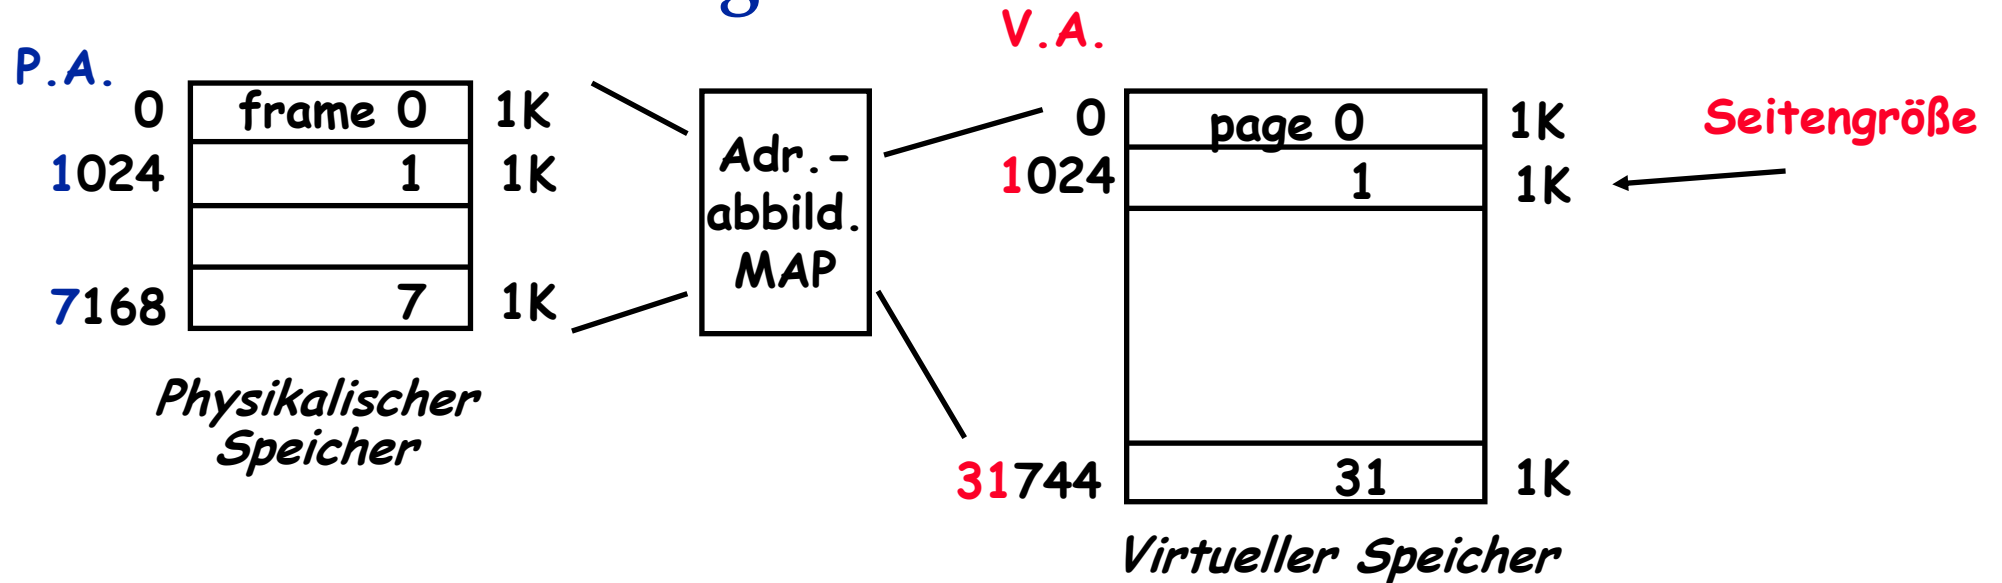 P.A.
0 frame 0 1K
1024 1 1K
7168 7 1K
Physikalischer
Speicher
Adr.-
abbild.
MAP
V.A.
0 page 0 1K
1024 1 1K
31744 31 1K
Virtueller Speicher
Seitengröße